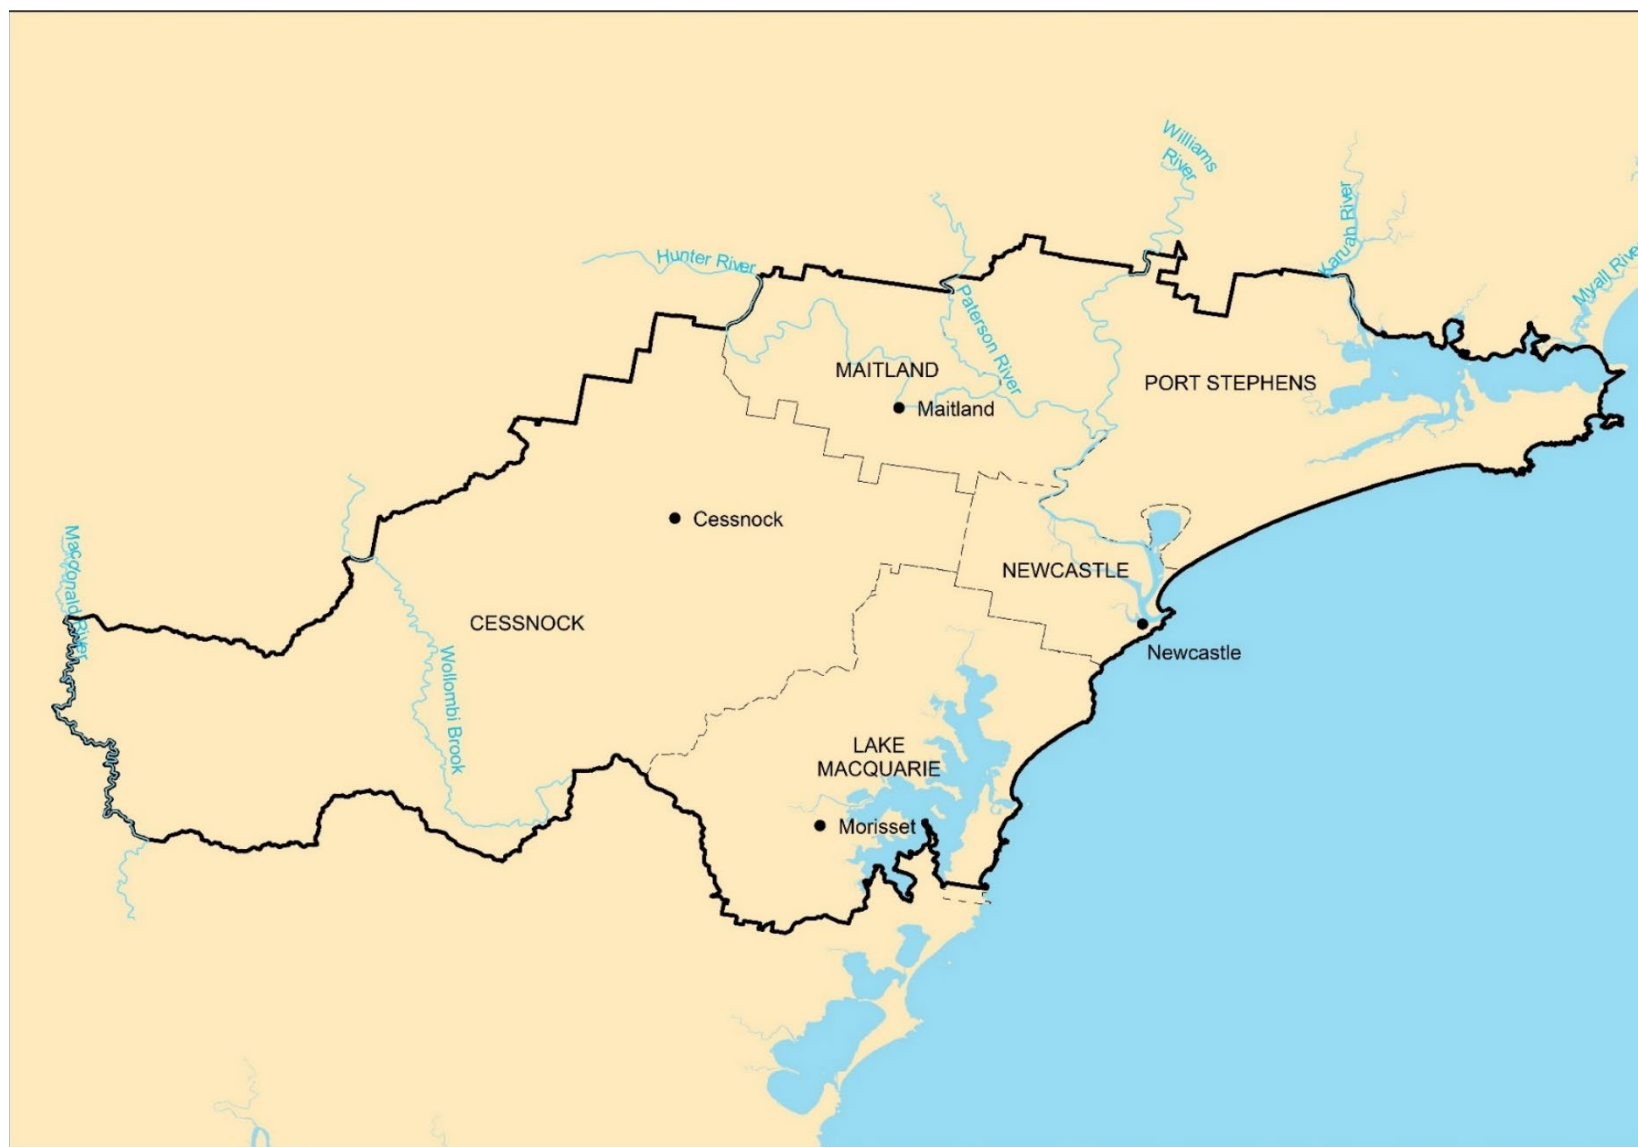 Williams
River
Karuah River
Hunter River
Myall River
Paterson River
MAITLAND
PORT STEPHENS
Maitland
Cessnock
Macdonald River
NEWCASTLE
CESSNOCK
Newcastle
Wollombi Brook
LAKE
MACQUARIE
Morisset